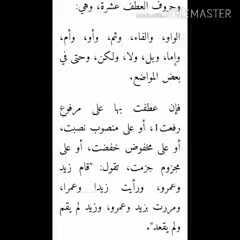 وحروف العطف عشرة، وهي:
STERMASTER
الواو، والفاء، وثم، وأو، وأم،
وإما، وبل، ولا، ولكن، وحتى في
بعض المواضع.
فإن عطفت بها على مرفوع
رفعت1، أو على منصوب نصبت،
أو على مخفوض خفضت، أو على
مجزوم جزمت، تقول: "قام زيد
وعمرو، ورأيت زيدا وعمرا،
ومررت بزيد وعمرو، وزيد لم يقم
ولم يقعد".